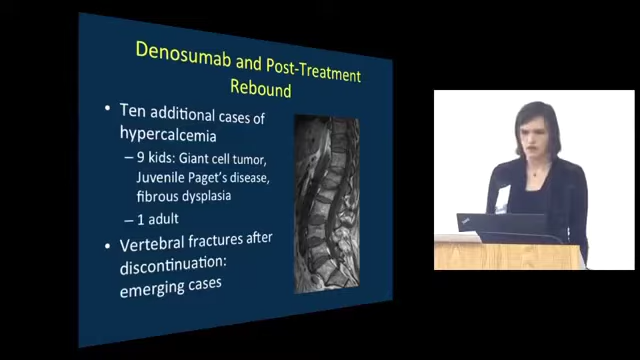 Denosumab and Post-Treatment
Rebound
• Ten additional cases of
hypercalcemia
– 9 kids: Giant cell tumor,
Juvenile Paget's disease,
fibrous dysplasia
– 1 adult
• Vertebral fractures after
discontinuation:
emerging cases